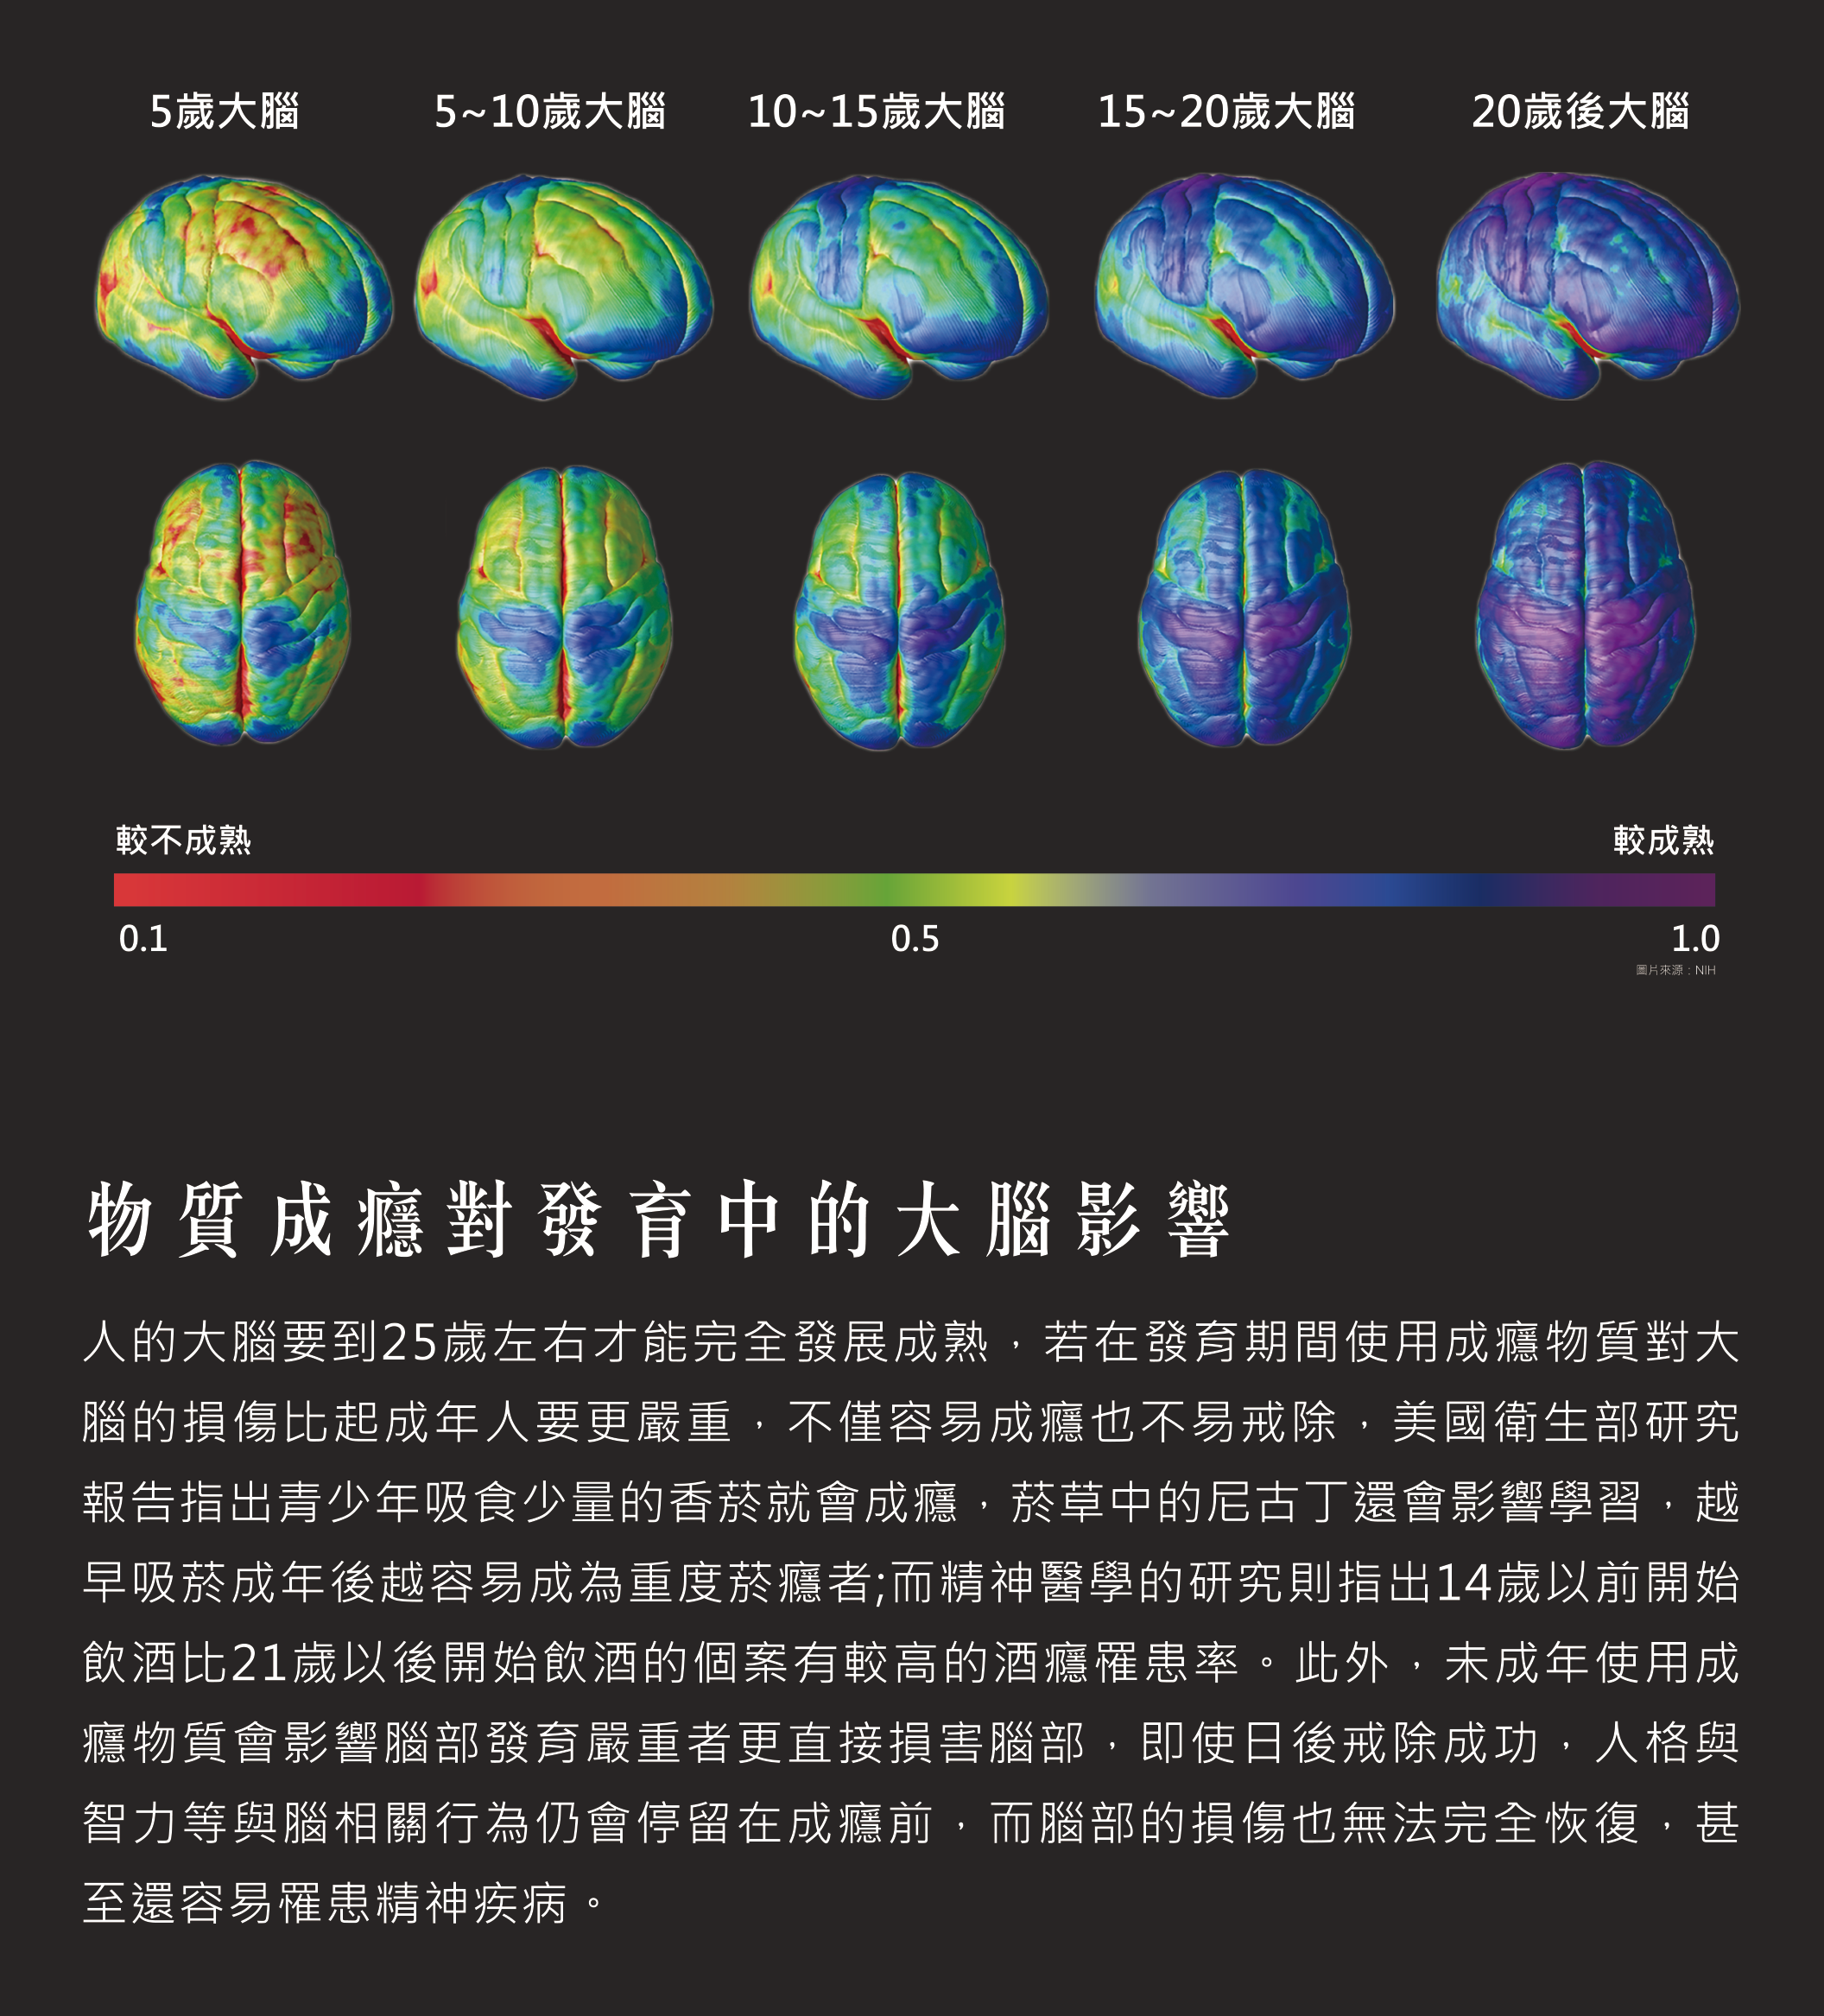 5歲大腦
5~10歲大腦
10~15歲大腦
15~20歲大腦
20歲後大腦
較不成熟
較成熟
0.1
0.5
1.0
圖片來源：NIH
物質成癮對發育中的大腦影響
人的大腦要到25歲左右才能完全發展成熟，若在發育期間使用成癮物質對大
腦的損傷比起成年人要更嚴重，不僅容易成癮也不易戒除，美國衛生部研究
報告指出青少年吸食少量的香菸就會成癮，菸草中的尼古丁還會影響學習，越
早吸菸成年後越容易成為重度菸癮者;而精神醫學的研究則指出14歲以前開始
飲酒比21歲以後開始飲酒的個案有較高的酒癮罹患率。此外，未成年使用成
癮物質會影響腦部發育嚴重者更直接損害腦部，即使日後戒除成功，人格與
智力等與腦相關行為仍會停留在成癮前，而腦部的損傷也無法完全恢復，甚
至還容易罹患精神疾病。